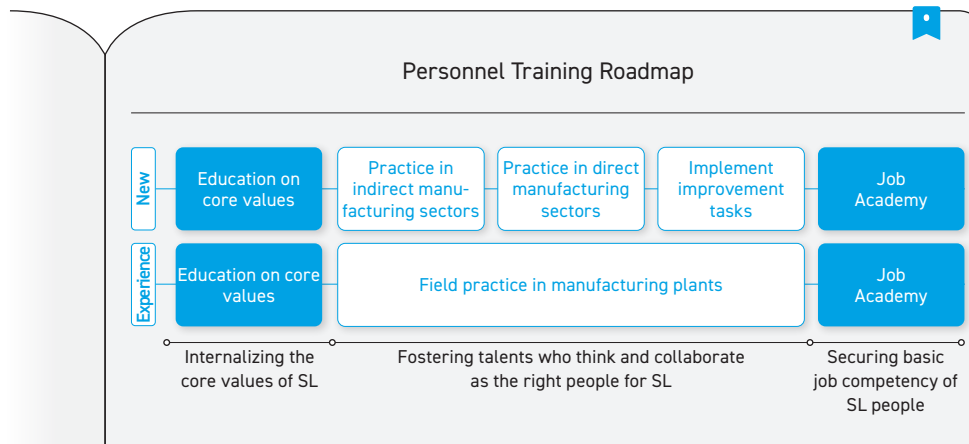 Personnel Training Roadmap
New
Education on
core values
Practice in
indirect manu-
facturing sectors
Practice in direct
manufacturing
sectors
Implement
improvement
tasks
Job
Academy
Experience
Education on core
values
Field practice in manufacturing plants
Job
Academy
Internalizing the
core values of SL
Fostering talents who think and collaborate
as the right people for SL
Securing basic
job competency of
SL people